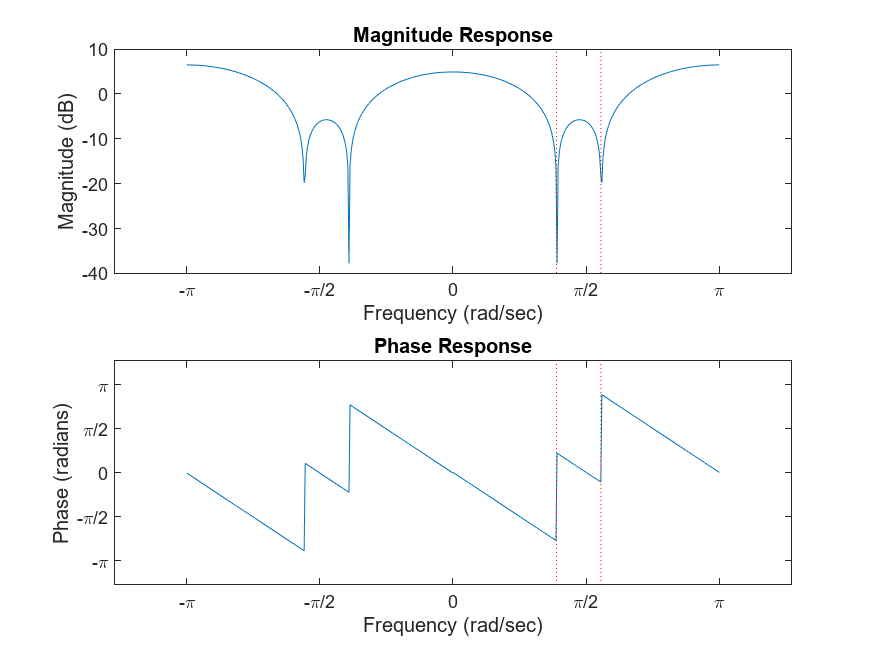 Magnitude Response
Magnitude (dB)
10
0
-10
-20
-30
-40
-π
-π/2
0
π/2
π
Frequency (rad/sec)
Phase Response
Phase (radians)
π
π/2
0
-π/2
-π
-π
-π/2
0
π/2
π
Frequency (rad/sec)